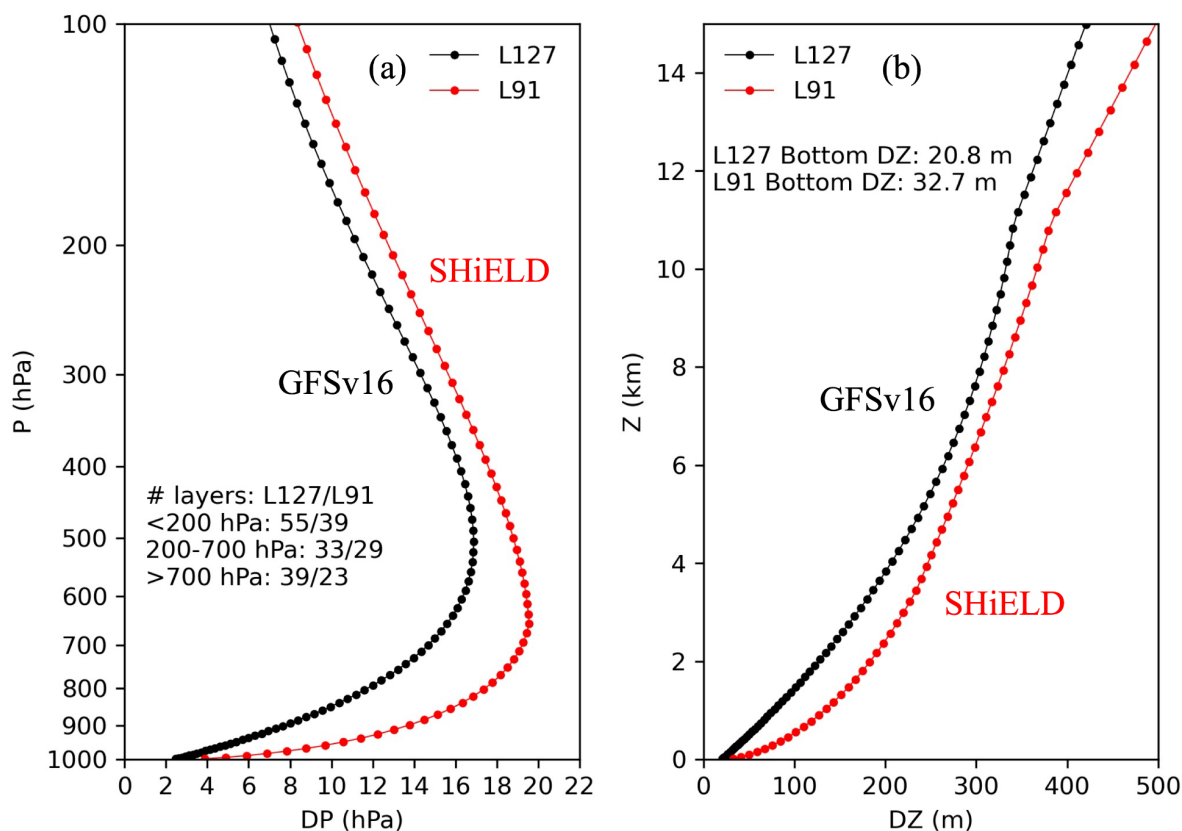 100
200
300
400
500
600
700
800
900
1000
P (hPa)
0 2 4 6 8 10 12 14 16 18 20 22
DP (hPa)
(a)
L127
L91
SHiELD
GFSv16
# layers: L127/L91
<200 hPa: 55/39
200-700 hPa: 33/29
>700 hPa: 39/23
14
12
10
8
6
4
2
0
Z (km)
0 100 200 300 400 500
DZ (m)
L127
L91
(b)
L127 Bottom DZ: 20.8 m
L91 Bottom DZ: 32.7 m
GFSv16
SHiELD